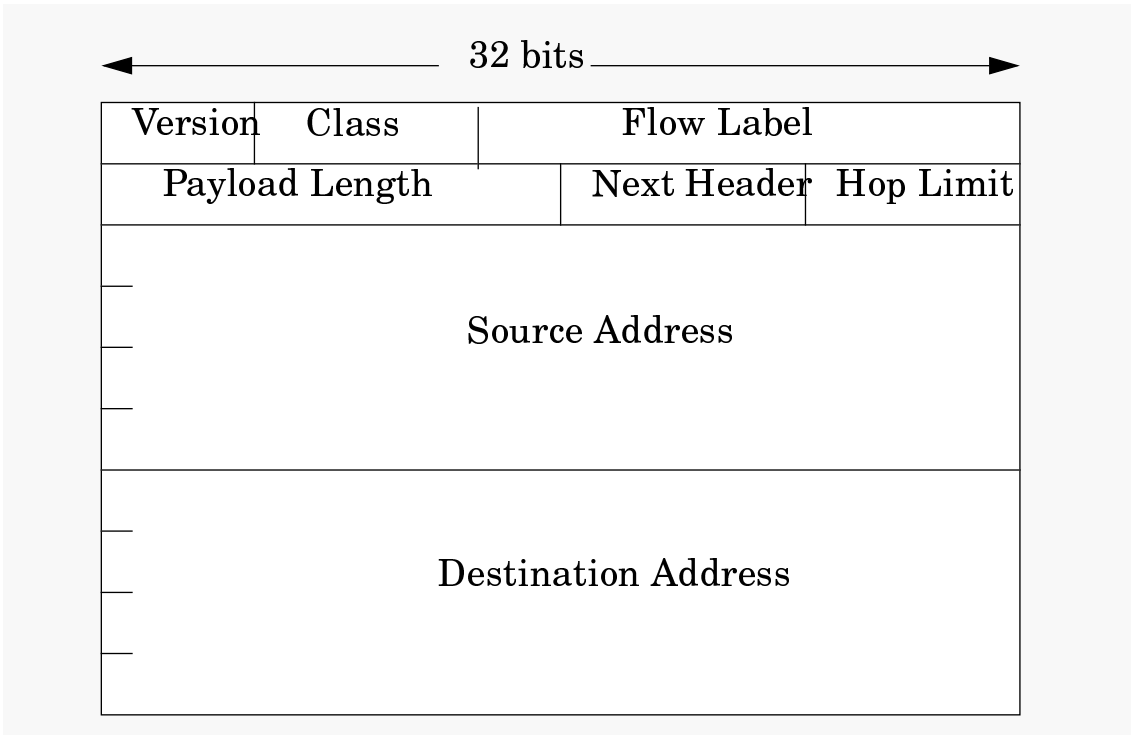 32 bits
Version Class Flow Label
Payload Length Next Header Hop Limit
Source Address
Destination Address